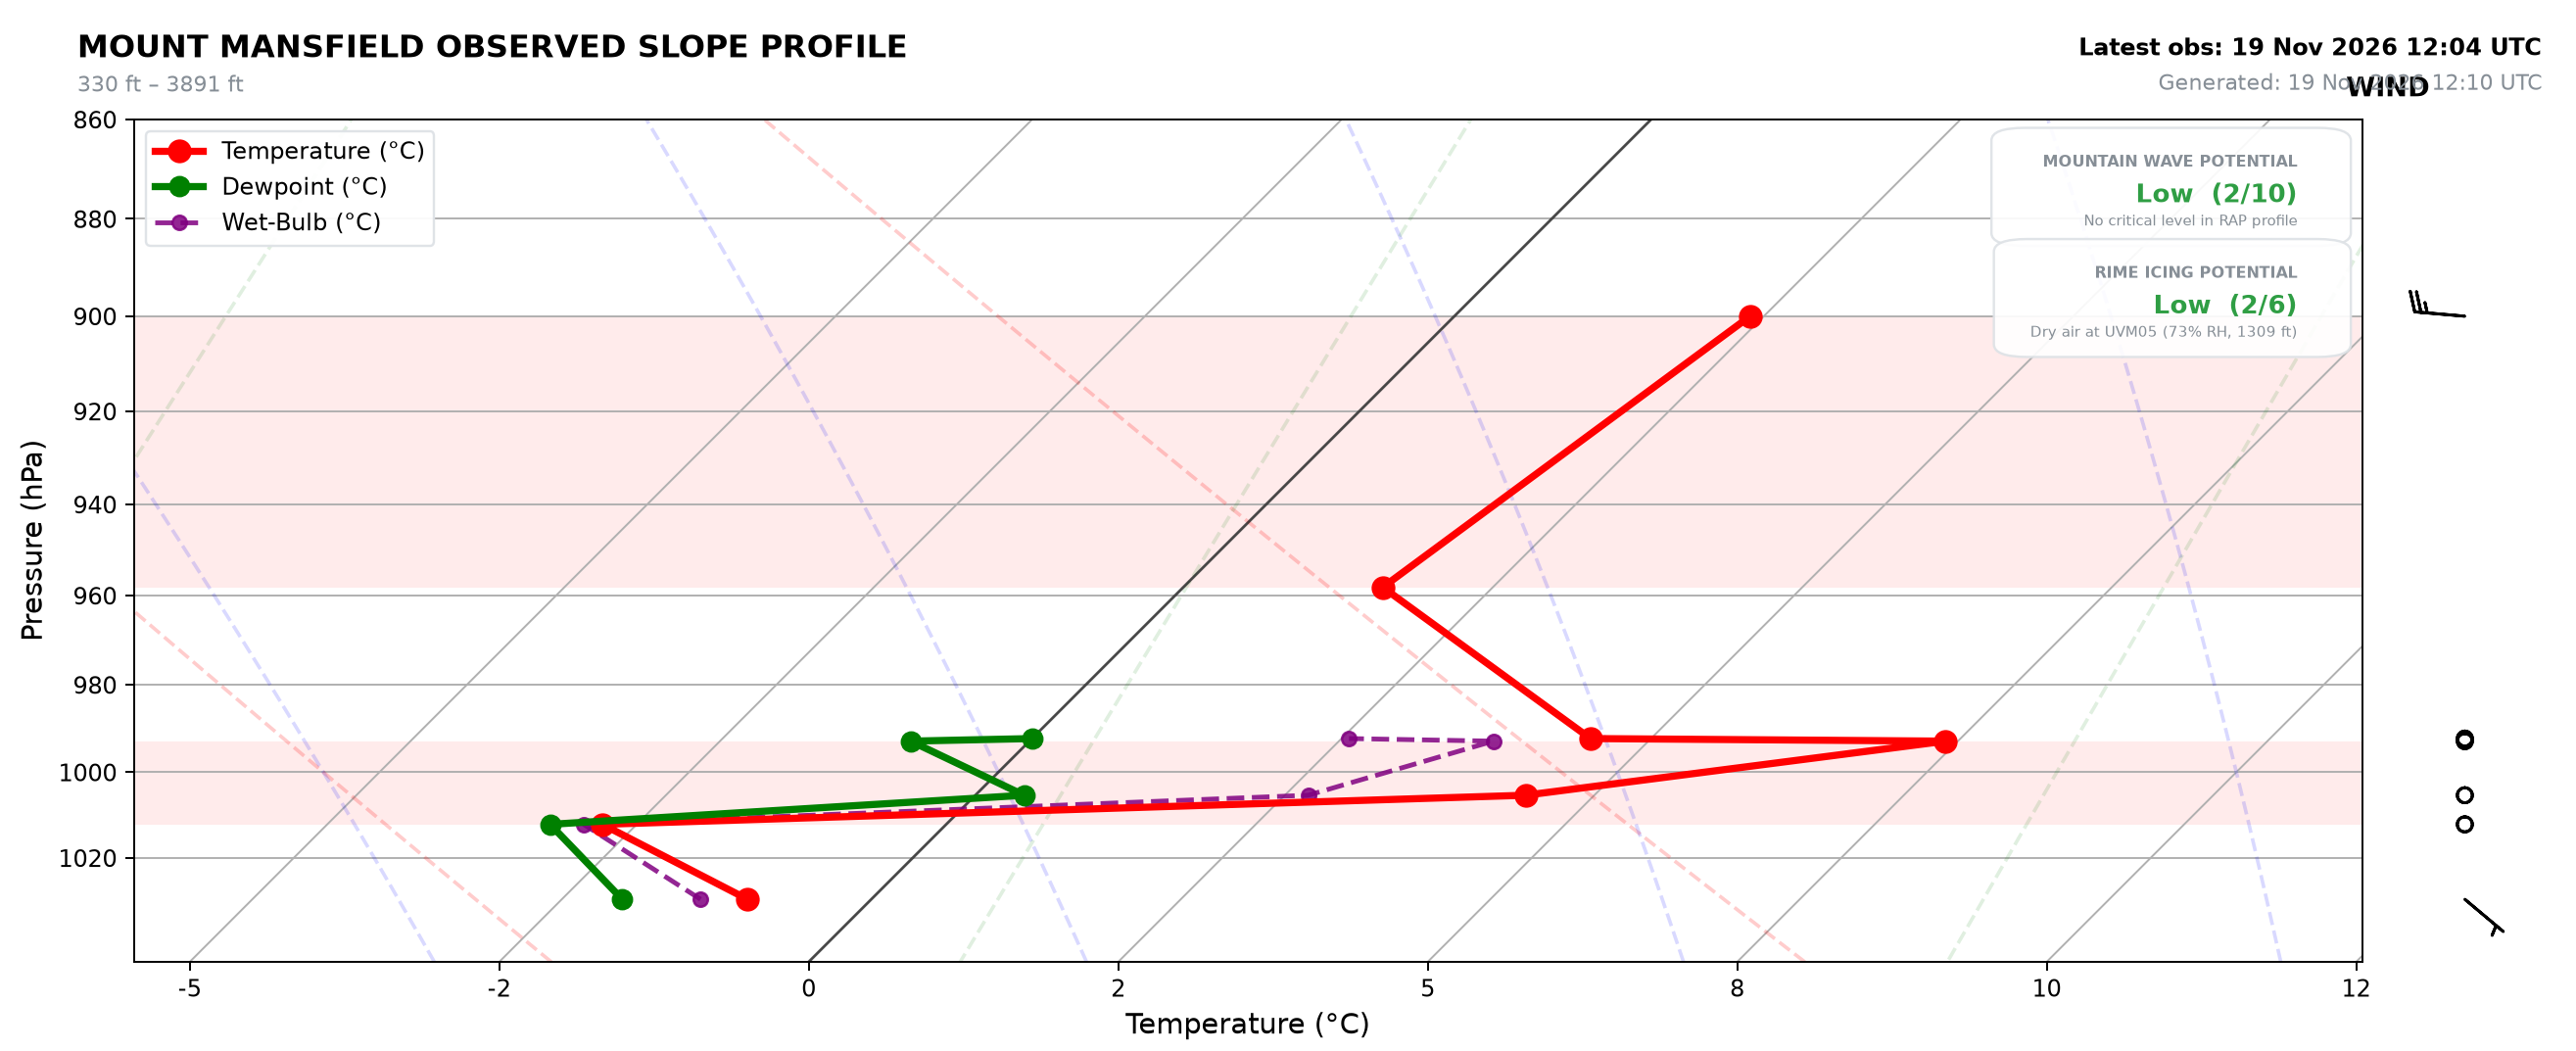 MOUNT MANSFIELD OBSERVED SLOPE PROFILE
330 ft – 3891 ft
Latest obs: 19 Nov 2026 12:04 UTC
Generated: 19 Nov 2026 12:10 UTC
WIND
Temperature (°C)
Dewpoint (°C)
Wet-Bulb (°C)
MOUNTAIN WAVE POTENTIAL
Low (2/10)
No critical level in RAP profile
RIME ICING POTENTIAL
Low (2/6)
Dry air at UVM05 (73% RH, 1309 ft)
Pressure (hPa)
860
880
900
920
940
960
980
1000
1020
-5
-2
0
2
5
8
10
12
Temperature (°C)